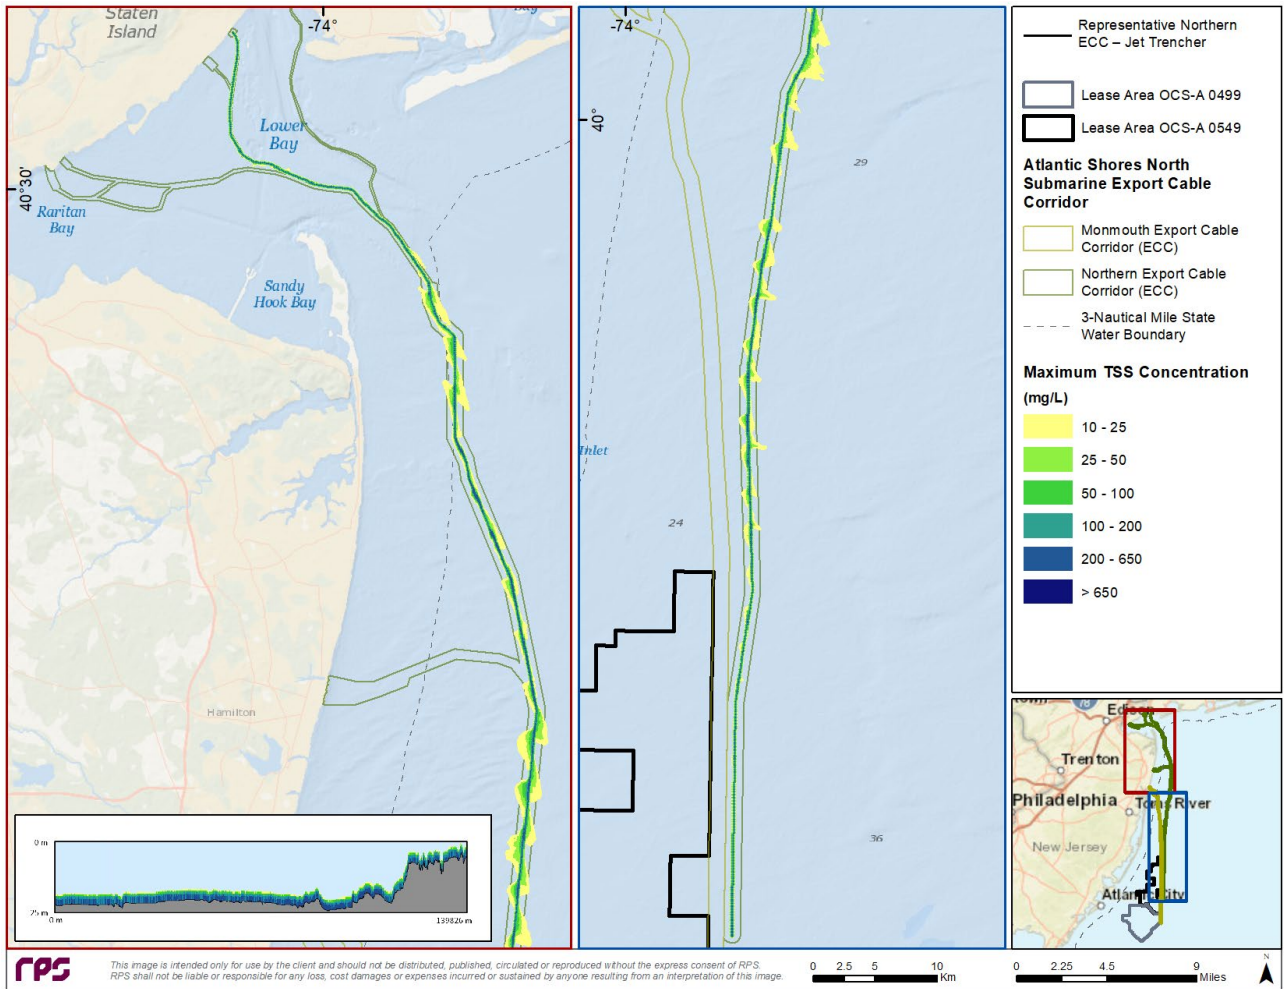 Staten
Island
-74°
Lower
Bay
40°30'
Raritan
Bay
Sandy
Hook Bay
Hamilton
0 m
25 m
0 m
139826 m
-74°
40°
29
Inlet
24
36
Representative Northern
ECC – Jet Trencher
Lease Area OCS-A 0499
Lease Area OCS-A 0549
Atlantic Shores North
Submarine Export Cable
Corridor
Monmouth Export Cable
Corridor (ECC)
Northern Export Cable
Corridor (ECC)
3-Nautical Mile State
Water Boundary
Maximum TSS Concentration
(mg/L)
10 - 25
25 - 50
50 - 100
100 - 200
200 - 650
> 650
78
Edison
Trenton
Philadelphia
Toms River
New Jersey
Atlantic City
RPS
This image is intended only for use by the client and should not be distributed, published, circulated or reproduced without the express consent of RPS.
RPS shall not be liable or responsible for any loss, cost damages or expenses incurred or sustained by anyone resulting from an interpretation of this image.
0 2.5 5 10
Km
0 2.25 4.5 9
Miles
N